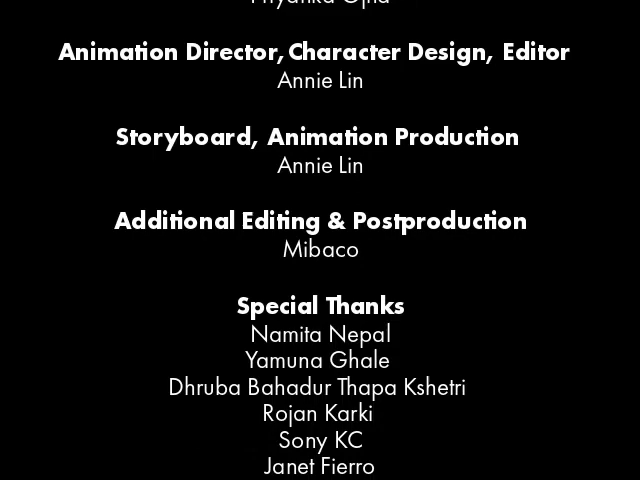 Animation Director, Character Design, Editor
Annie Lin
Storyboard, Animation Production
Annie Lin
Additional Editing & Postproduction
Mibaco
Special Thanks
Namita Nepal
Yamuna Ghale
Dhruba Bahadur Thapa Kshetri
Rojan Karki
Sony KC
Janet Fierro